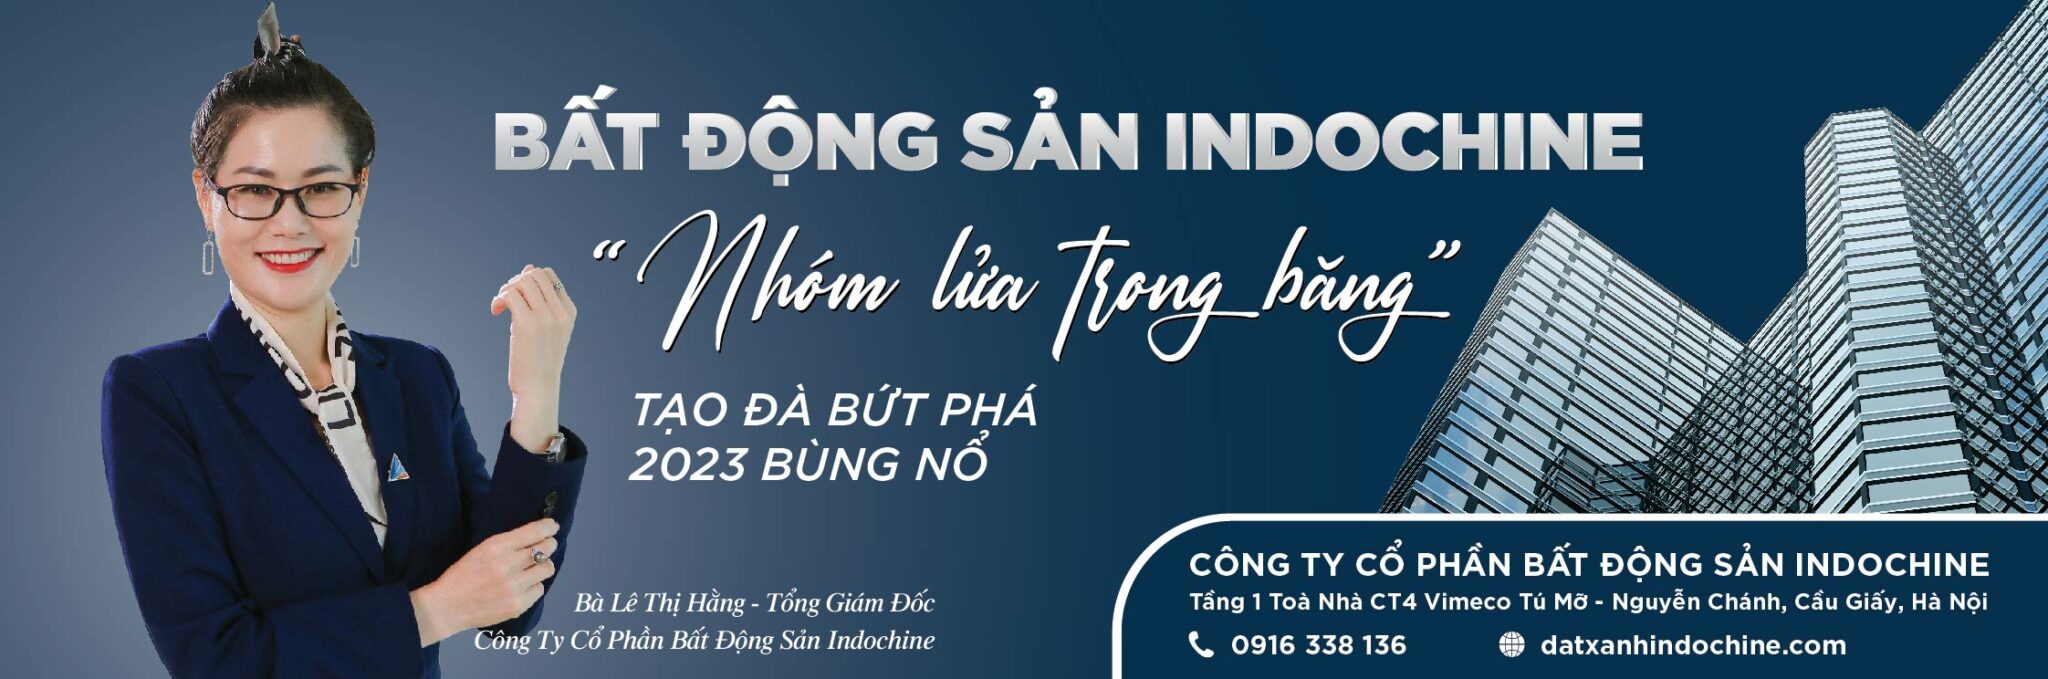 BẤT ĐỘNG SẢN INDOCHINE
“Nhóm lửa trong băng”
TẠO ĐÀ BỨT PHÁ
2023 BÙNG NỔ
Bà Lê Thị Hằng - Tổng Giám Đốc
Công Ty Cổ Phần Bất Động Sản Indochine
CÔNG TY CỔ PHẦN BẤT ĐỘNG SẢN INDOCHINE
Tầng 1 Toà Nhà CT4 Vimeco Tú Mỡ - Nguyễn Chánh, Cầu Giấy, Hà Nội
0916 338 136
datxanhindochine.com